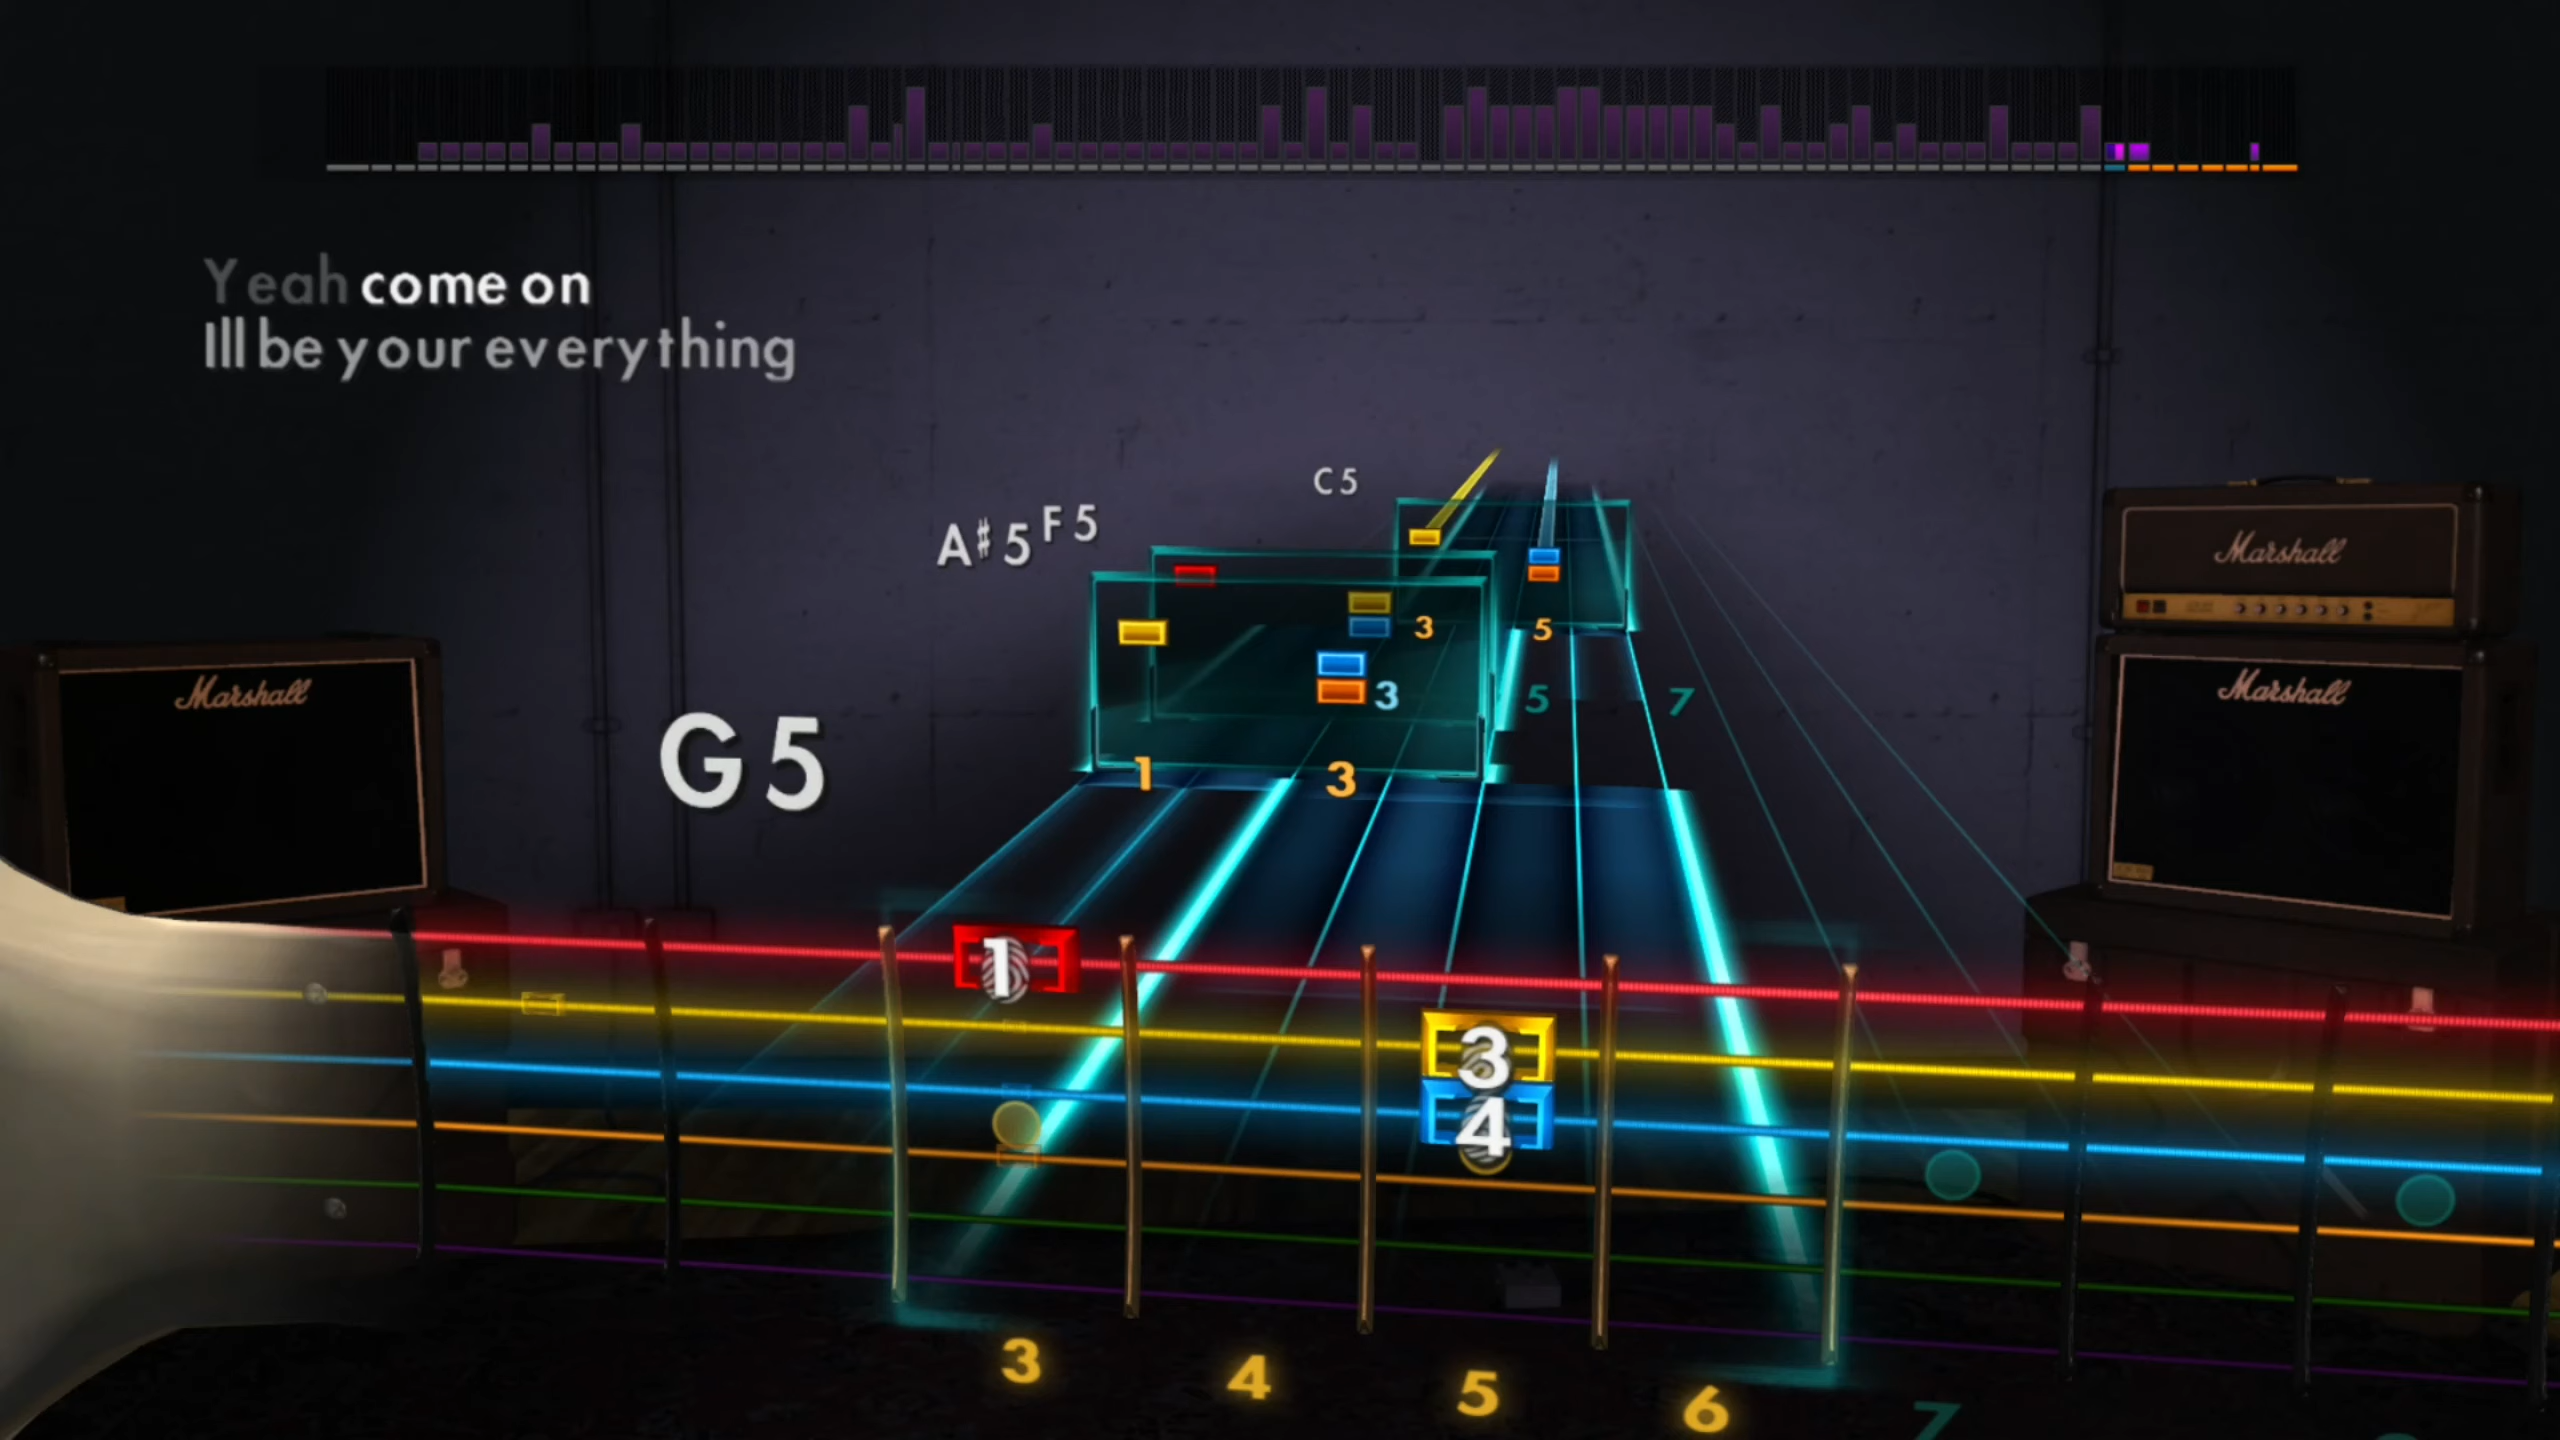 Yeah come on
Ill be your everything
C5
A♯5 F5
G5
3 5
3 5 7
1 3
1
3
4
3 4 5 6 7
Marshall
Marshall
Marshall